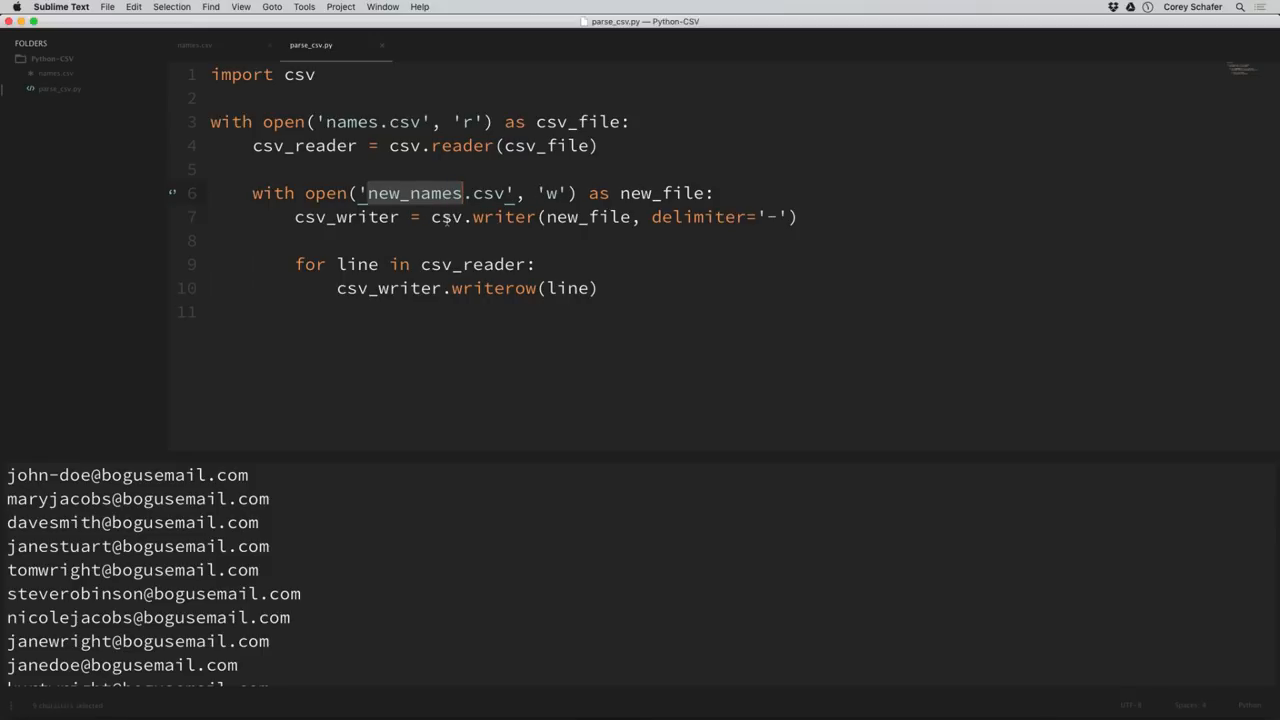 Sublime Text File Edit Selection Find View Goto Tools Project Window Help Corey Schafer
parse_csv.py — Python-CSV
FOLDERS
Python-CSV
names.csv
parse_csv.py
names.csv parse_csv.py
1 import csv
2
3 with open('names.csv', 'r') as csv_file:
4 csv_reader = csv.reader(csv_file)
5
6 with open('new_names.csv', 'w') as new_file:
7 csv_writer = csv.writer(new_file, delimiter='-')
8
9 for line in csv_reader:
10 csv_writer.writerow(line)
11
john-doe@bogusemail.com
maryjacobs@bogusemail.com
davesmith@bogusemail.com
janestuart@bogusemail.com
tomwright@bogusemail.com
steverobinson@bogusemail.com
nicolejacobs@bogusemail.com
janewright@bogusemail.com
janedoe@bogusemail.com
9 characters selected UTF-8 Spaces: 4 Python